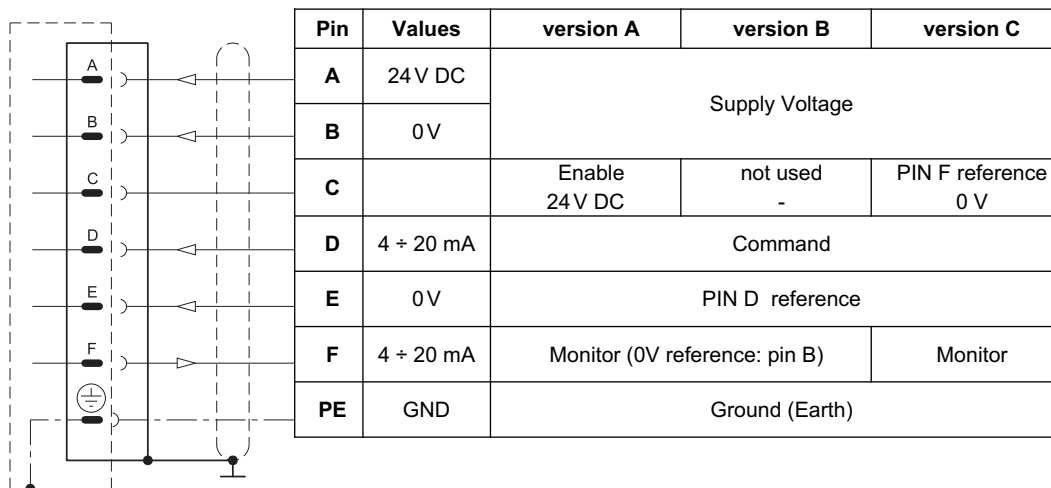 Pin Values version A version B version C
A 24 V DC Supply Voltage
B 0 V
C Enable 24 V DC not used - PIN F reference 0 V
D 4 ÷ 20 mA Command
E 0 V PIN D reference
F 4 ÷ 20 mA Monitor (0V reference: pin B) Monitor
PE GND Ground (Earth)
A
B
C
D
E
F